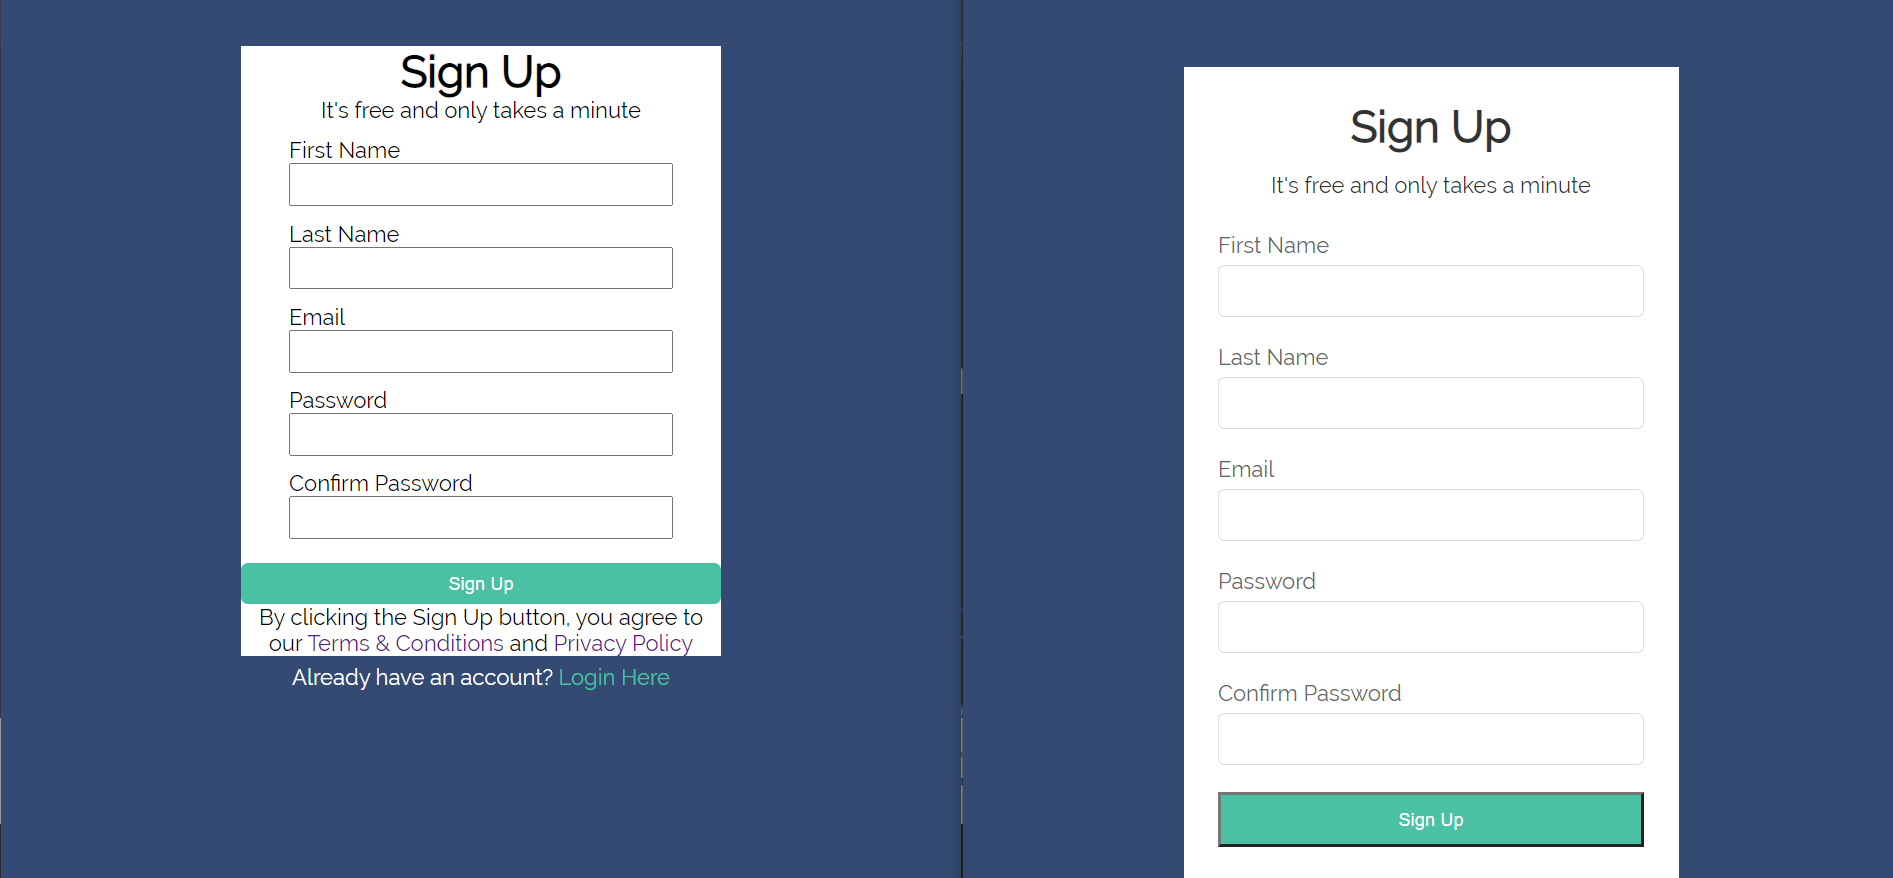 Sign Up
It's free and only takes a minute
First Name
Last Name
Email
Password
Confirm Password
Sign Up
By clicking the Sign Up button, you agree to
our Terms & Conditions and Privacy Policy
Already have an account? Login Here
Sign Up
It's free and only takes a minute
First Name
Last Name
Email
Password
Confirm Password
Sign Up